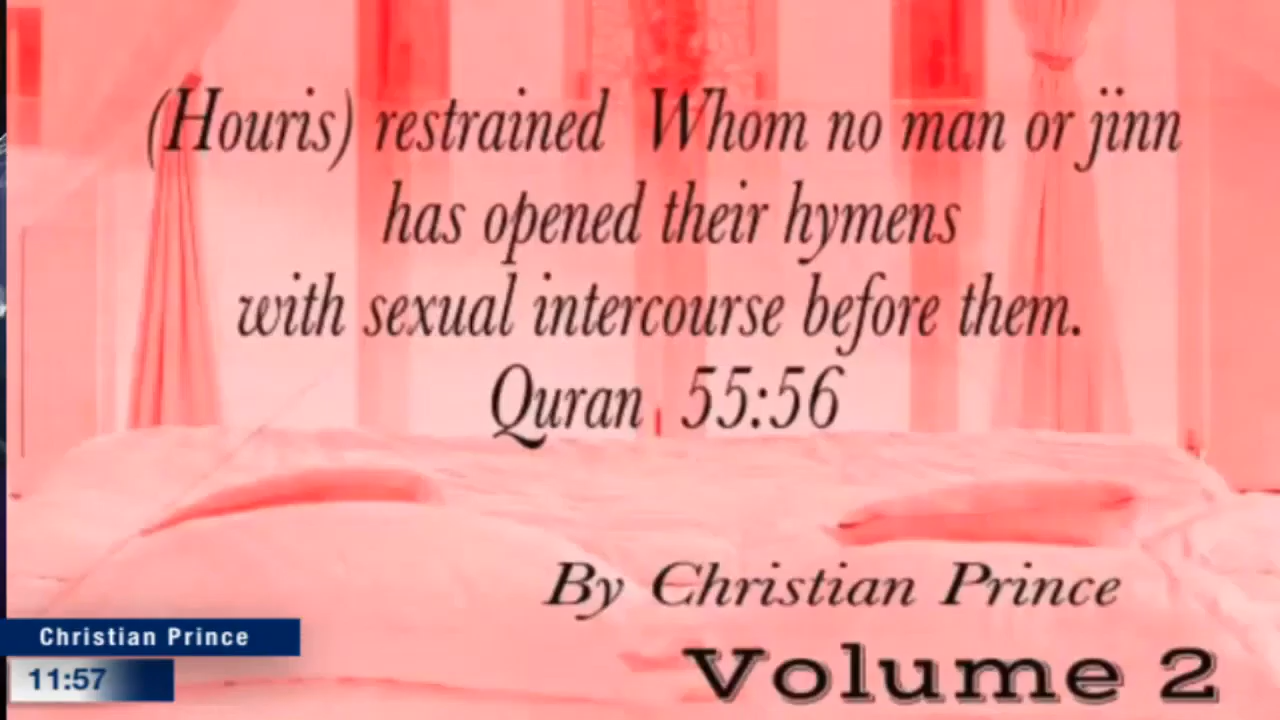 (Houris) restrained Whom no man or jinn
has opened their hymens
with sexual intercourse before them.
Quran 55:56
By Christian Prince
Volume 2
Christian Prince
11:57